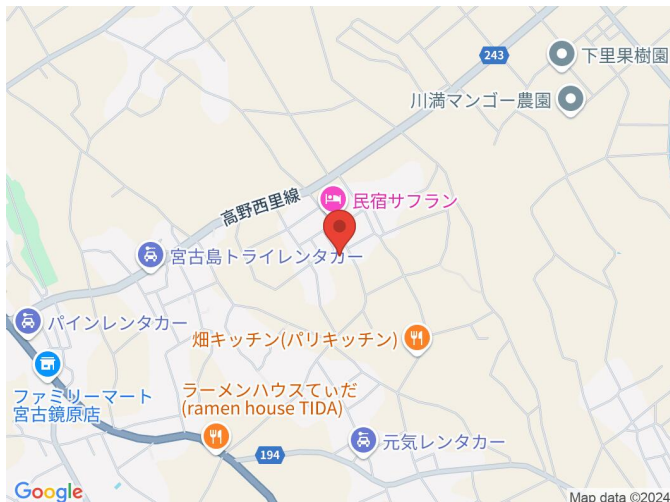 243
下里果樹園
川満マンゴー農園
民宿サフラン
高野西里線
宮古島トライレンタカー
パインレンタカー
畑キッチン(パリキッチン)
ファミリーマート
宮古鏡原店
ラーメンハウスてぃだ
(ramen house TIDA)
元気レンタカー
194
Google
Map data ©2024